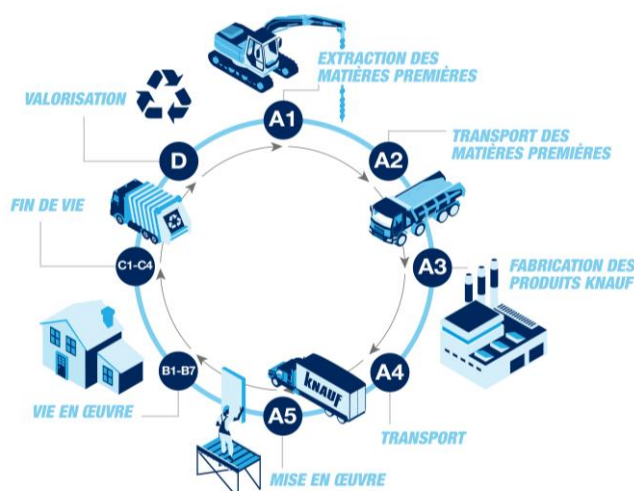 EXTRACTION DES
MATIÈRES PREMIÈRES
A1
VALORISATION
D
A2
TRANSPORT DES
MATIÈRES PREMIÈRES
FIN DE VIE
C1-C4
A3
FABRICATION DES
PRODUITS KNAUF
B1-B7
VIE EN ŒUVRE
KNAUF
A4
TRANSPORT
A5
MISE EN ŒUVRE